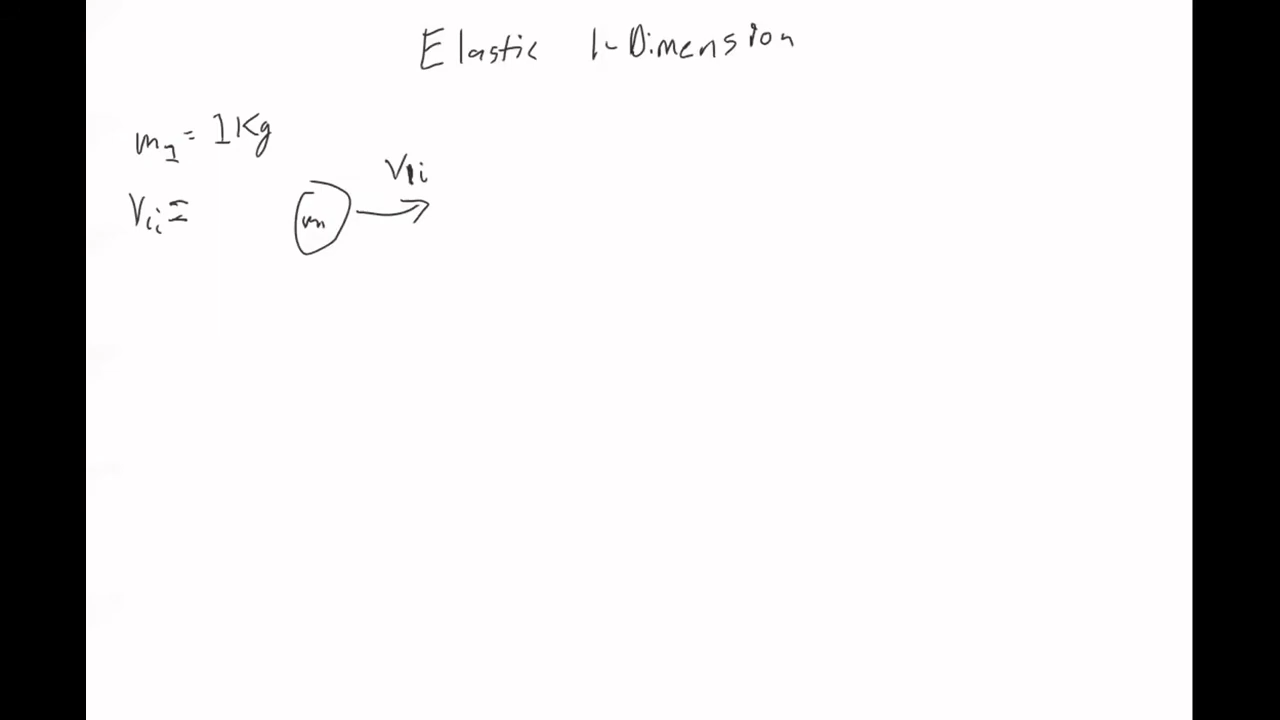 Elastic 1-Dimension
m₁ = 1Kg
V₁ᵢ
V₁ᵢ =
m